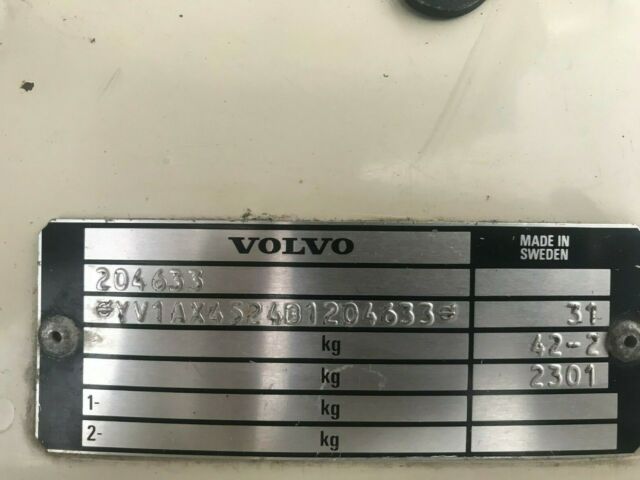 VOLVO MADE IN SWEDEN
204633
YV1AX4524D1204633 31
kg 42-2
kg 2301
1- kg
2- kg